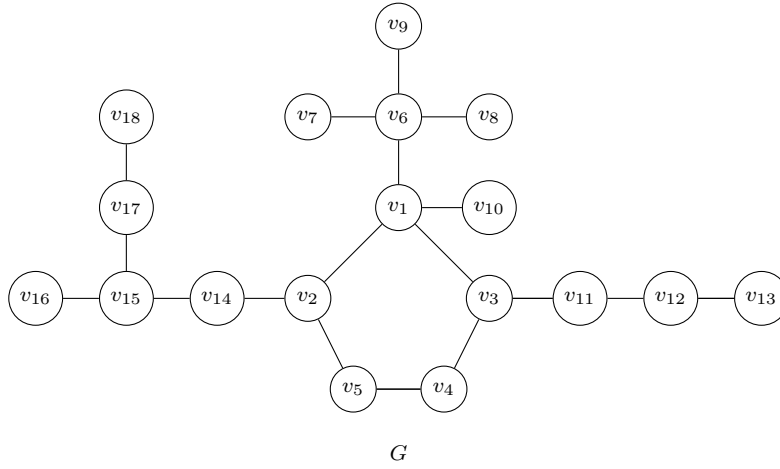 v₉
v₁₈ v₇ v₆ v₈
v₁₇ v₁ v₁₀
v₁₆ v₁₅ v₁₄ v₂ v₃ v₁₁ v₁₂ v₁₃
v₅ v₄
G